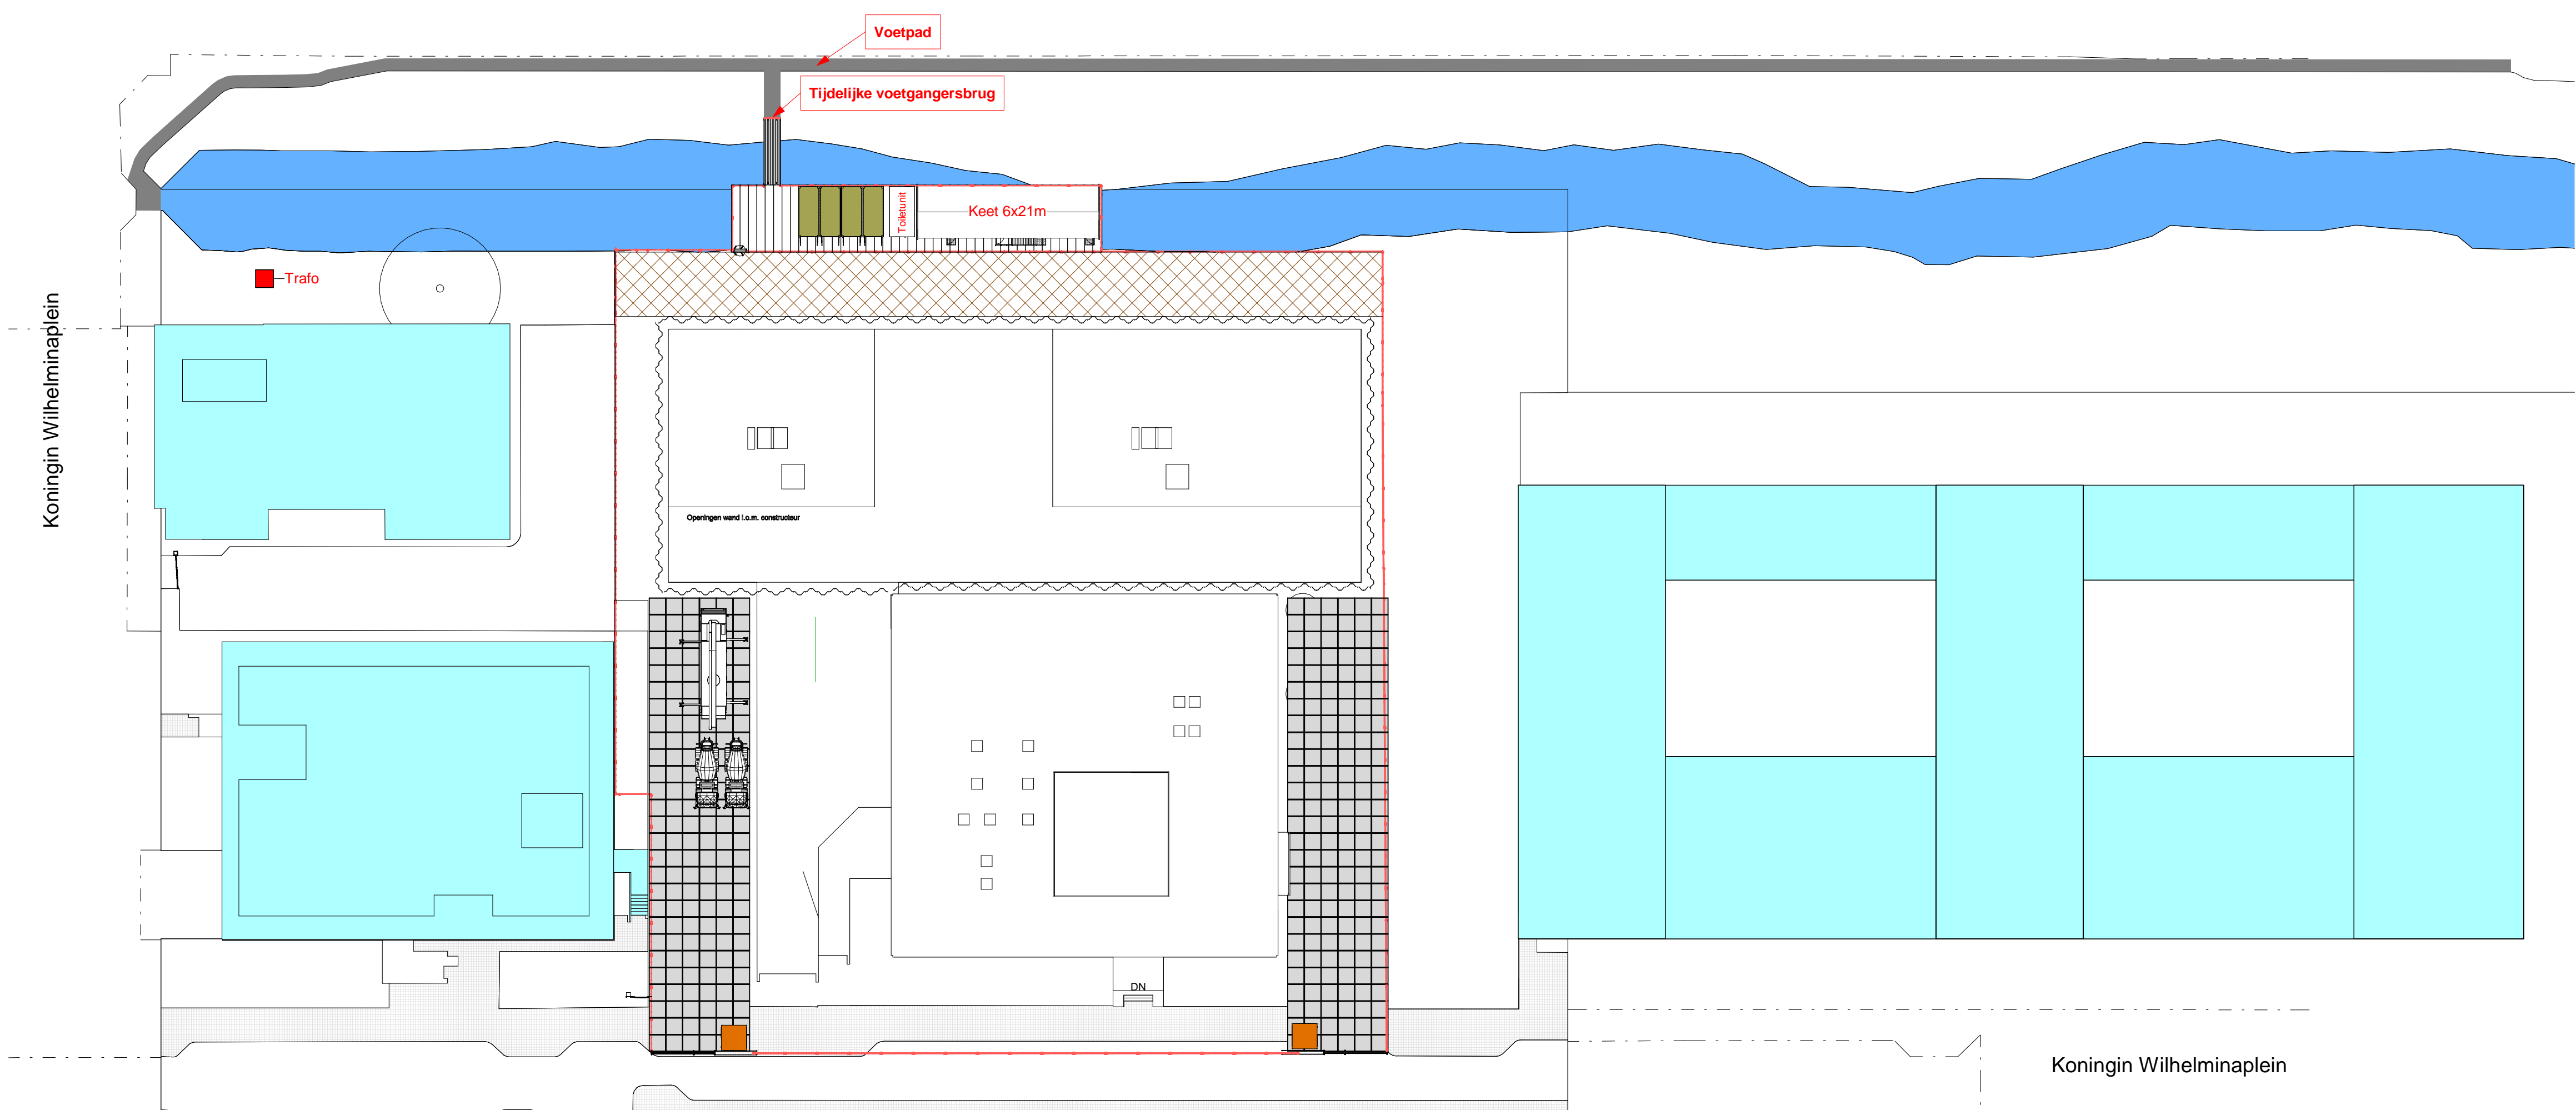 Voetpad
Tijdelijke voetgangersbrug
Toiletunit
Keet 6x21m
Trafo
Koningin Wilhelminaplein
Openingen wand i.o.m. constructeur
DN
Koningin Wilhelminaplein